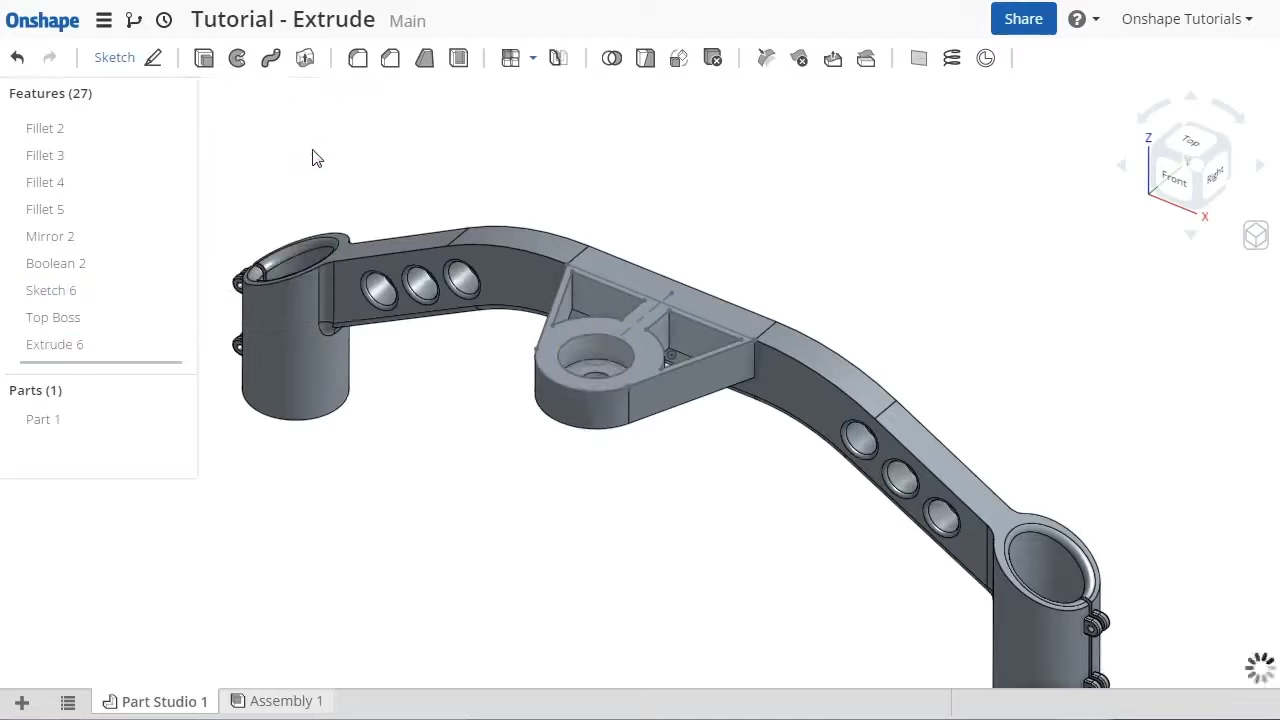 Onshape
Tutorial - Extrude Main
Share
?
Onshape Tutorials
Sketch
Features (27)
Fillet 2
Fillet 3
Fillet 4
Fillet 5
Mirror 2
Boolean 2
Sketch 6
Top Boss
Extrude 6
Parts (1)
Part 1
Z
Top
Front
Right
X
Part Studio 1
Assembly 1